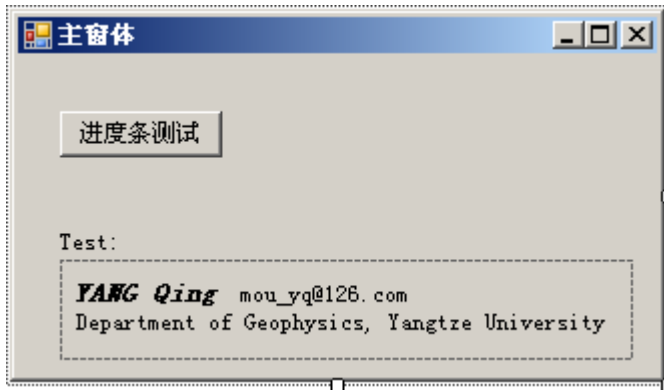 主窗体
进度条测试
Test:
YANG Qing mou_yq@126.com
Department of Geophysics, Yangtze University